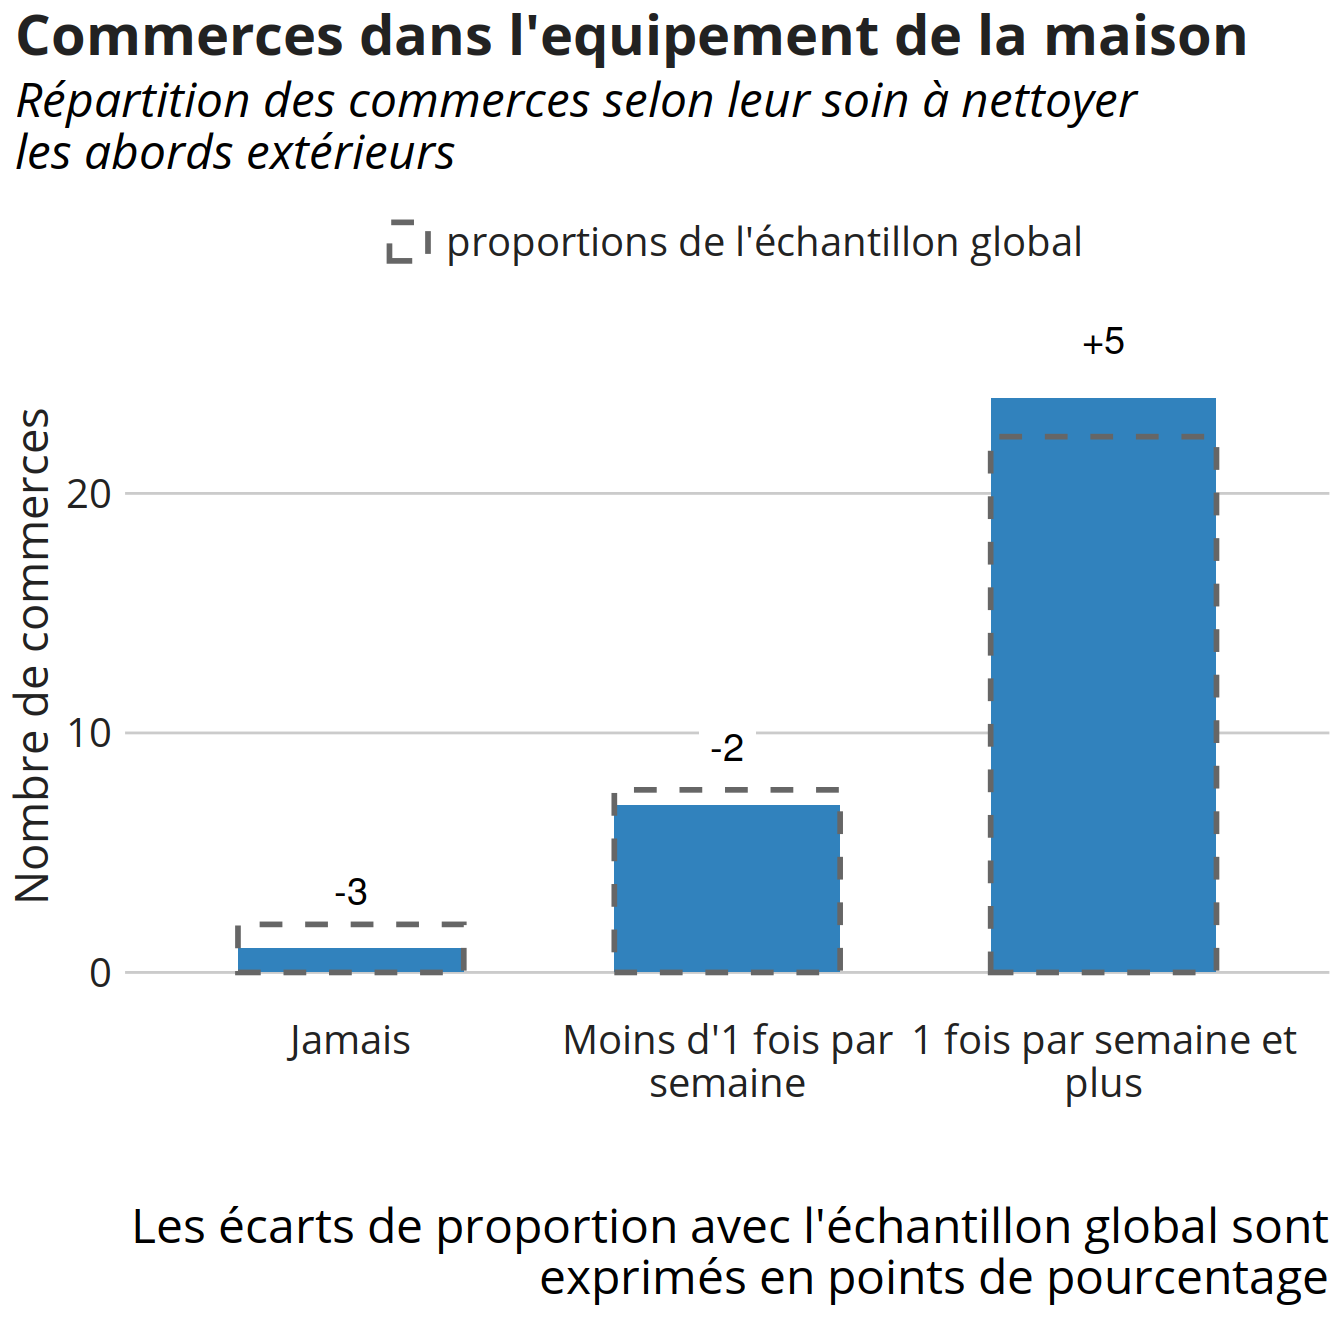 Commerces dans l'equipement de la maison
Répartition des commerces selon leur soin à nettoyer
les abords extérieurs
proportions de l'échantillon global
Nombre de commerces
20
10
0
+5
-2
-3
Jamais
Moins d'1 fois par
semaine
1 fois par semaine et
plus
Les écarts de proportion avec l'échantillon global sont
exprimés en points de pourcentage